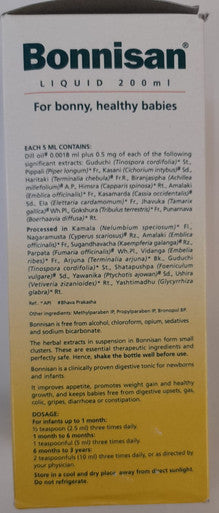 Bonnisan®
LIQUID 200ml
For bonny, healthy babies
EACH 5 ML CONTAINS:
Dill oil@ 0.0018 ml plus 0.5 mg of each of the following
significant extracts: Guduchi (Tinospora cordifolia)* St.,
Pippali (Piper longum)* Fr., Kasani (Cichorium intybus)@ Sd.,
Haritaki (Terminalia chebula)# Fr.R., Biranjasipha (Achillea
millefolium)@ A.P., Himsra (Capparis spinosa)* Rt., Amalaki
(Emblica officinalis)* Fr., Kasamarda (Cassia occidentalis)@
Sd., Ela (Elettaria cardamomum)* Fr., Jhavuka (Tamarix
gallica)@ Wh.Pl., Gokshura (Tribulus terrestris)* Fr., Punarnava
(Boerhaavia diffusa)* Rt.
Processed in Kamala (Nelumbium speciosum)* Fl.,
Nagaramusta (Cyperus scariosus)@ Rz., Amalaki (Emblica
officinalis)* Fr., Sugandhavacha (Kaempferia galanga)@ Rz.,
Parpata (Fumaria officinalis)@ Wh.Pl., Vidanga (Embelia
ribes)* Fr., Arjuna (Terminalia arjuna)* Bk., Guduchi
(Tinospora cordifolia)* St., Shatapushpa (Foeniculum
vulgare)@ Sd., Yavanika (Ptychotis ajowan)@ Sd., Ushira
(Vetiveria zizanioides)* Rt., Yashtimadhu (Glycyrrhiza
glabra)* Rt.
Ref. : *API #Bhava Prakasha
Other Ingredients: Methylparaben IP, Propylparaben IP, Bronopol BP.
Bonnisan is free from alcohol, chloroform, opium, sedatives
and sodium bicarbonate.
The herbal extracts in suspension in Bonnisan form small
clusters. These are essential therapeutic ingredients and
perfectly safe. Hence, shake the bottle well before use.
Bonnisan is a clinically proven digestive tonic for newborns
and infants.
It improves appetite, promotes weight gain and healthy
growth, and keeps babies free from digestive upsets, gas,
colic, gripes, diarrhoea or constipation.
DOSAGE:
For infants up to 1 month:
½ teaspoon (2.5 ml) three times daily.
1 month to 6 months:
1 teaspoonful (5 ml) three times daily.
6 months to 3 years:
2 teaspoonfuls (10 ml) three times daily, or as directed by
your physician.
Store in a cool and dry place away from direct sunlight.
Do not refrigerate.